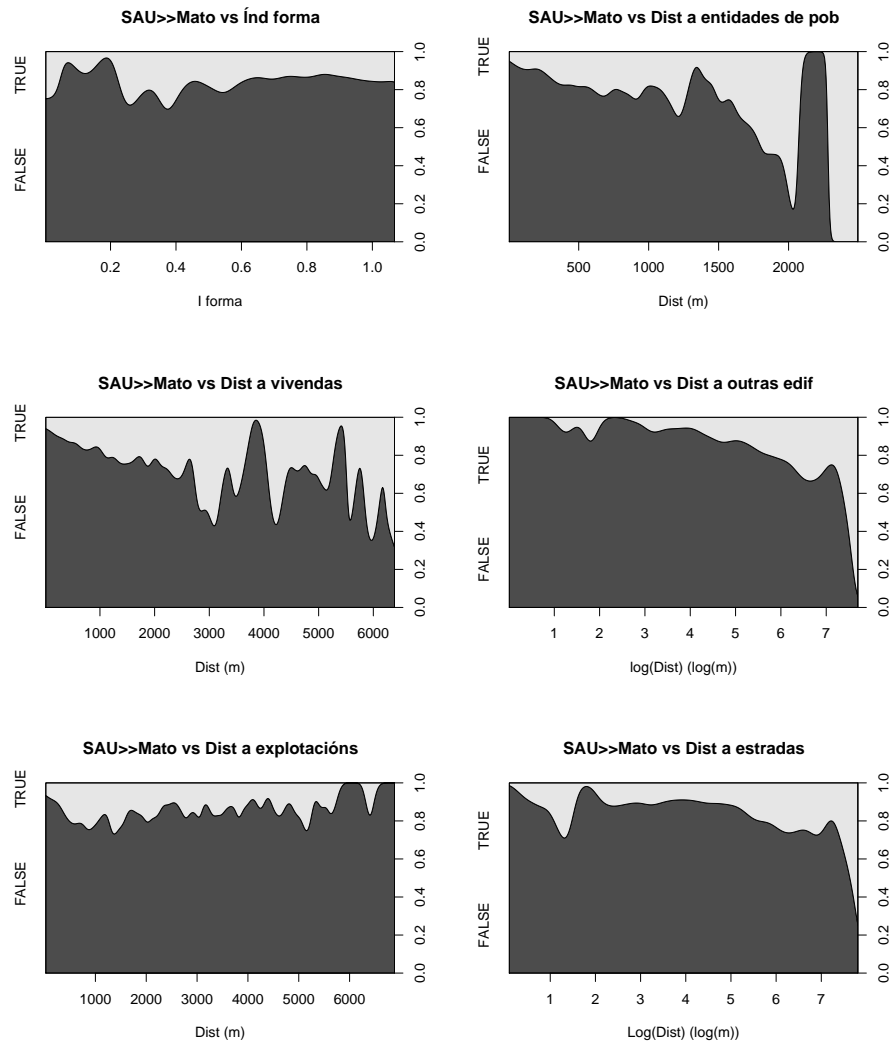 SAU>>Mato vs Índ forma
FALSE TRUE
0.0 0.2 0.4 0.6 0.8 1.0
0.2 0.4 0.6 0.8 1.0
I forma
SAU>>Mato vs Dist a entidades de pob
FALSE TRUE
0.0 0.2 0.4 0.6 0.8 1.0
500 1000 1500 2000
Dist (m)
SAU>>Mato vs Dist a vivendas
FALSE TRUE
0.0 0.2 0.4 0.6 0.8 1.0
1000 2000 3000 4000 5000 6000
Dist (m)
SAU>>Mato vs Dist a outras edif
FALSE TRUE
0.0 0.2 0.4 0.6 0.8 1.0
1 2 3 4 5 6 7
log(Dist) (log(m))
SAU>>Mato vs Dist a explotacións
FALSE TRUE
0.0 0.2 0.4 0.6 0.8 1.0
1000 2000 3000 4000 5000 6000
Dist (m)
SAU>>Mato vs Dist a estradas
FALSE TRUE
0.0 0.2 0.4 0.6 0.8 1.0
1 2 3 4 5 6 7
Log(Dist) (log(m))